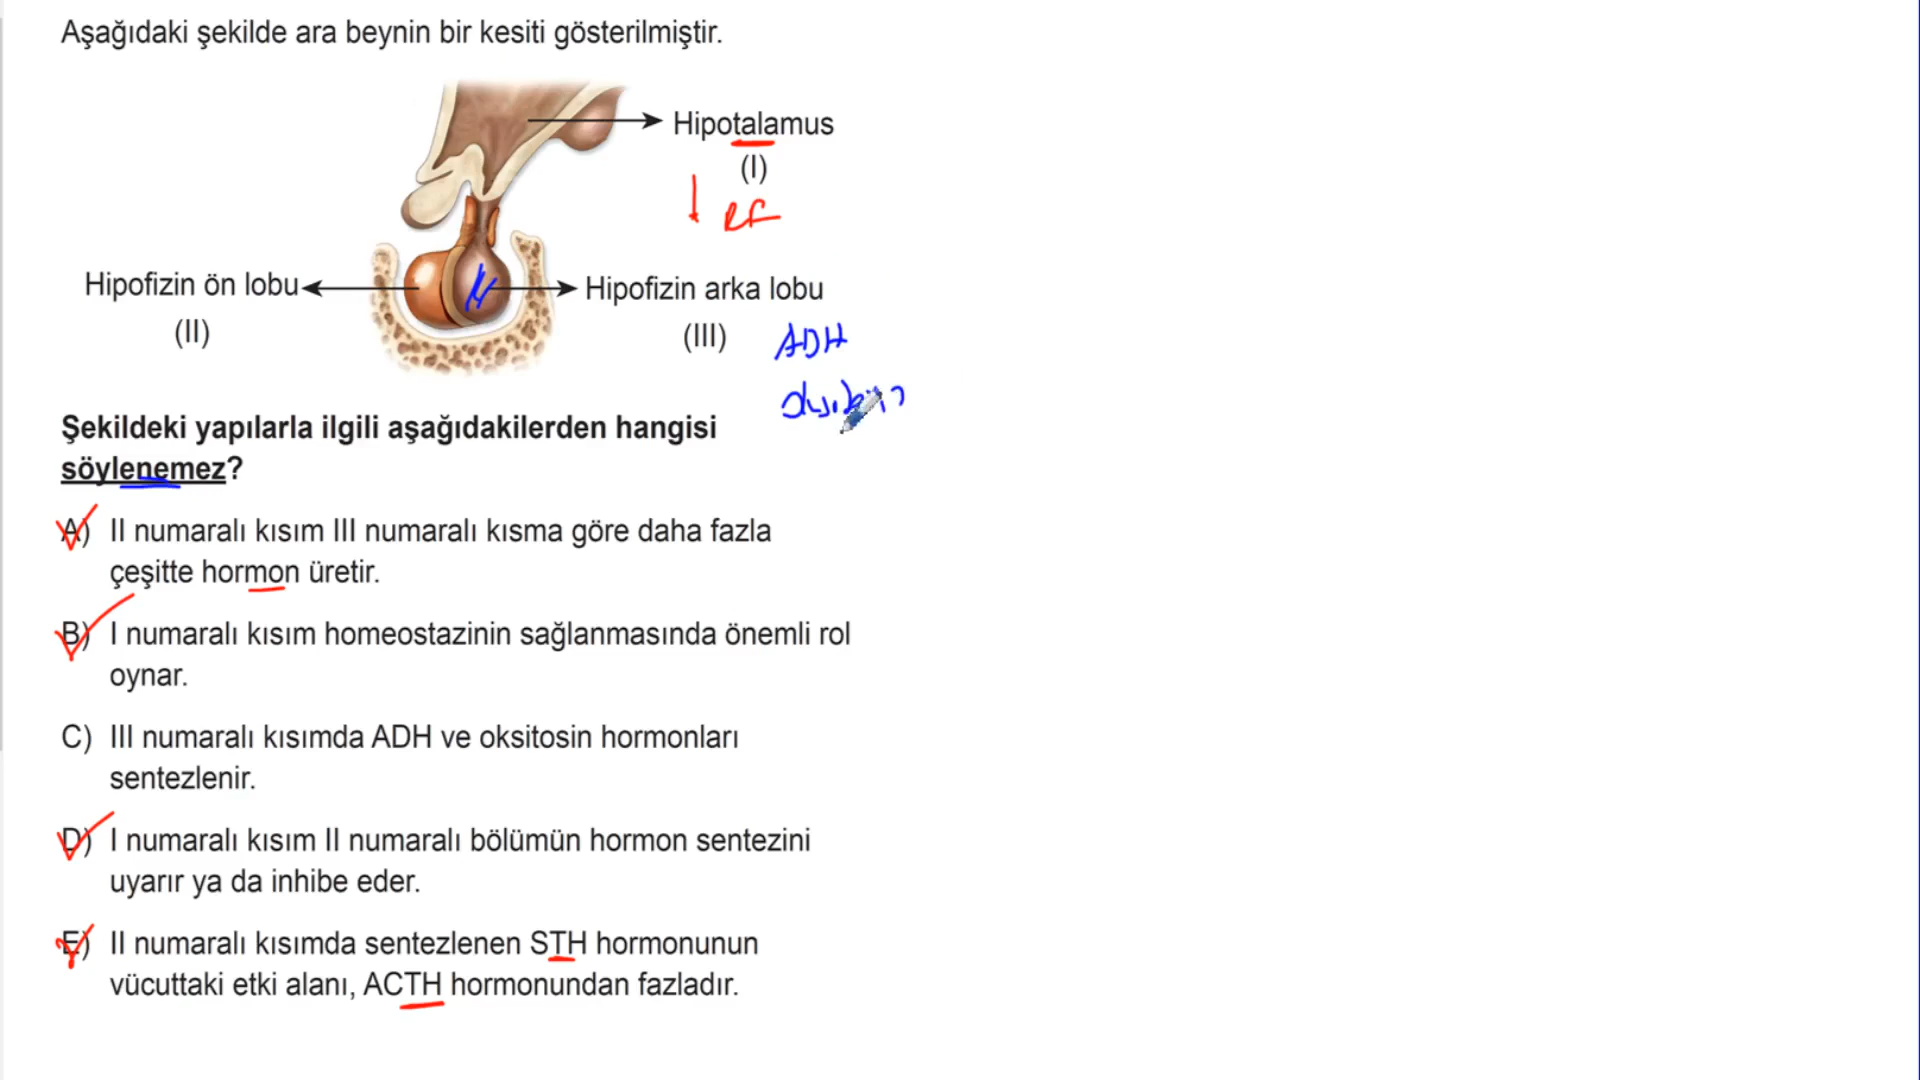 Aşağıdaki şekilde ara beynin bir kesiti gösterilmiştir.
Hipotalamus
(I)
RF
Hipofizin ön lobu
(II)
Hipofizin arka lobu
(III)
ADH
Şekildeki yapılarla ilgili aşağıdakilerden hangisi
söylenemez?
A) II numaralı kısım III numaralı kısma göre daha fazla
çeşitte hormon üretir.
B) I numaralı kısım homeostazinin sağlanmasında önemli rol
oynar.
C) III numaralı kısımda ADH ve oksitosin hormonları
sentezlenir.
D) I numaralı kısım II numaralı bölümün hormon sentezini
uyarır ya da inhibe eder.
E) II numaralı kısımda sentezlenen STH hormonunun
vücuttaki etki alanı, ACTH hormonundan fazladır.